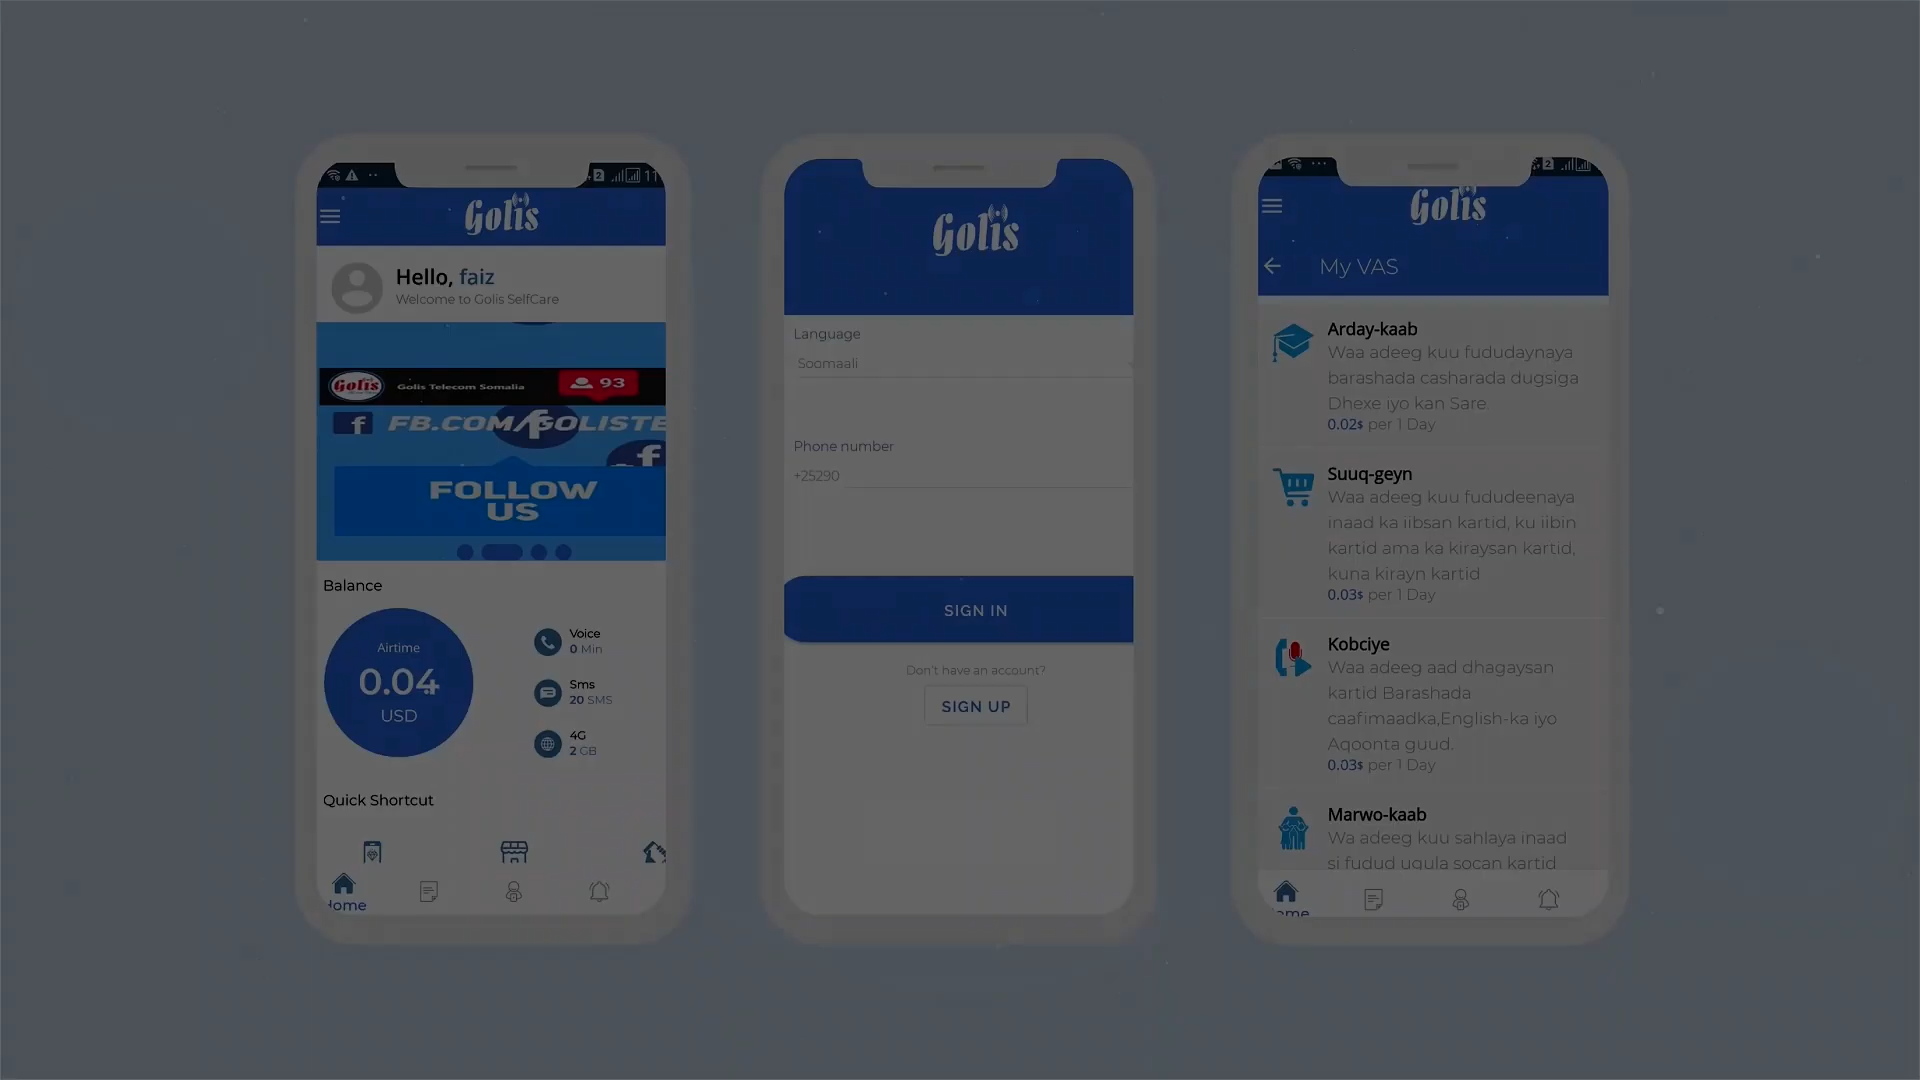 11
Golis
Hello, faiz
Welcome to Golis SelfCare
Golis
Golis Telecom Somalia
93
FB.COM/GOLISTE
FOLLOW
US
Balance
Airtime
0.04
USD
Voice
0 Min
Sms
20 SMS
4G
2 GB
Quick Shortcut
Home
Golis
Language
Soomaali
Phone number
+25290
SIGN IN
Don't have an account?
SIGN UP
2
Golis
My VAS
Arday-kaab
Waa adeeg kuu fududaynaya
barashada casharada dugsiga
Dhexe iyo kan Sare.
0.02$ per 1 Day
Suuq-geyn
Waa adeeg kuu fududeenaya
inaad ka iibsan kartid, ku iibin
kartid ama ka kiraysan kartid,
kuna kirayn kartid
0.03$ per 1 Day
Kobciye
Waa adeeg aad dhagaysan
kartid Barashada
caafimaadka,English-ka iyo
Aqoonta guud.
0.03$ per 1 Day
Marwo-kaab
Wa adeeg kuu sahlaya inaad
si fudud ugula socan kartid